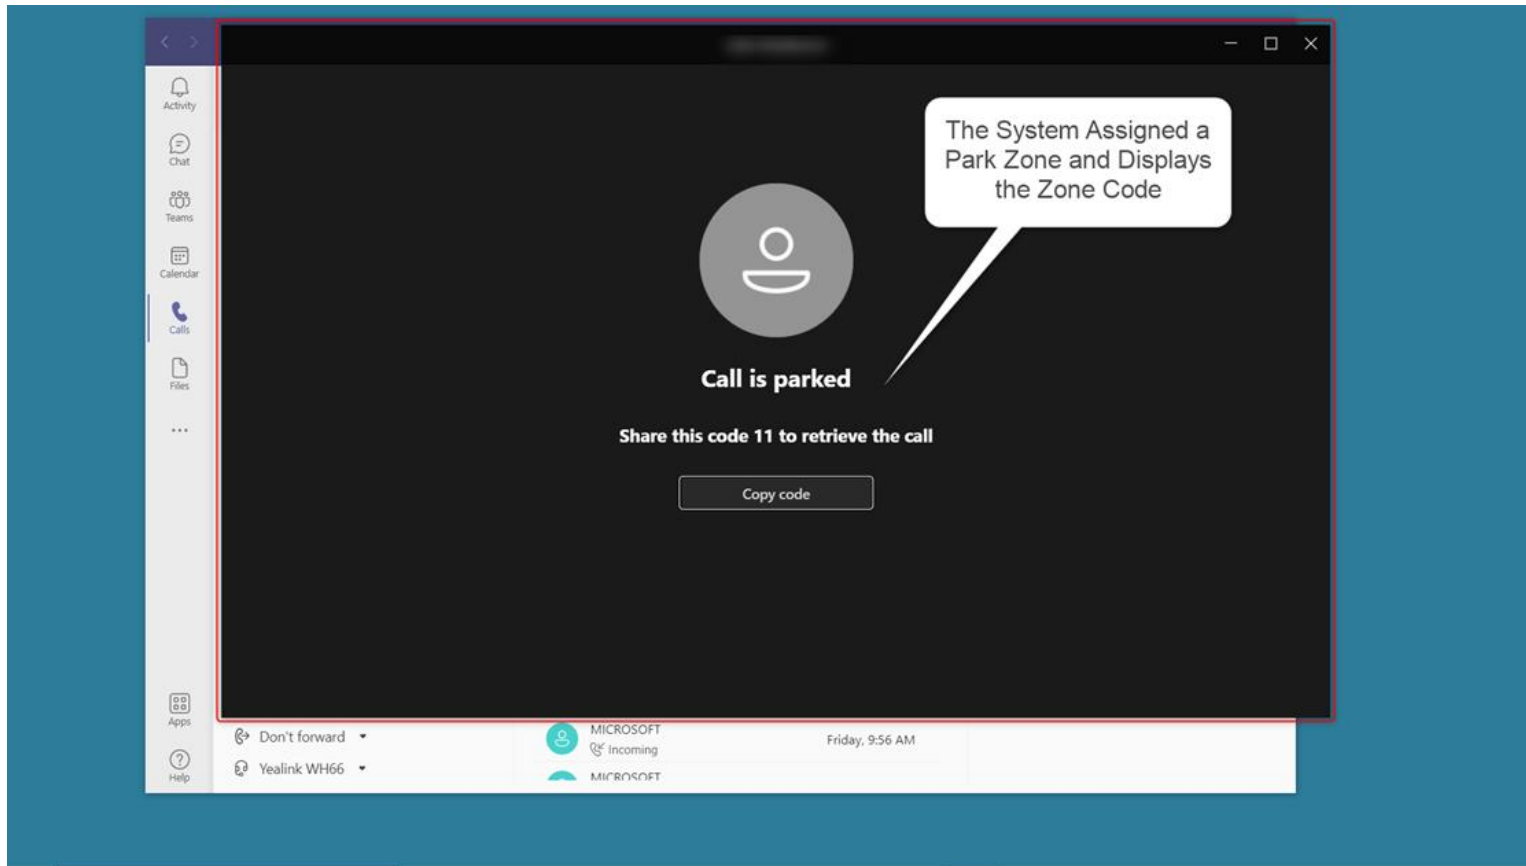 Activity
Chat
Teams
Calendar
Calls
Files
Apps
Help
The System Assigned a
Park Zone and Displays
the Zone Code
Call is parked
Share this code 11 to retrieve the call
Copy code
Don't forward
Yealink WH66
MICROSOFT
Incoming
Friday, 9:56 AM
MICROSOFT